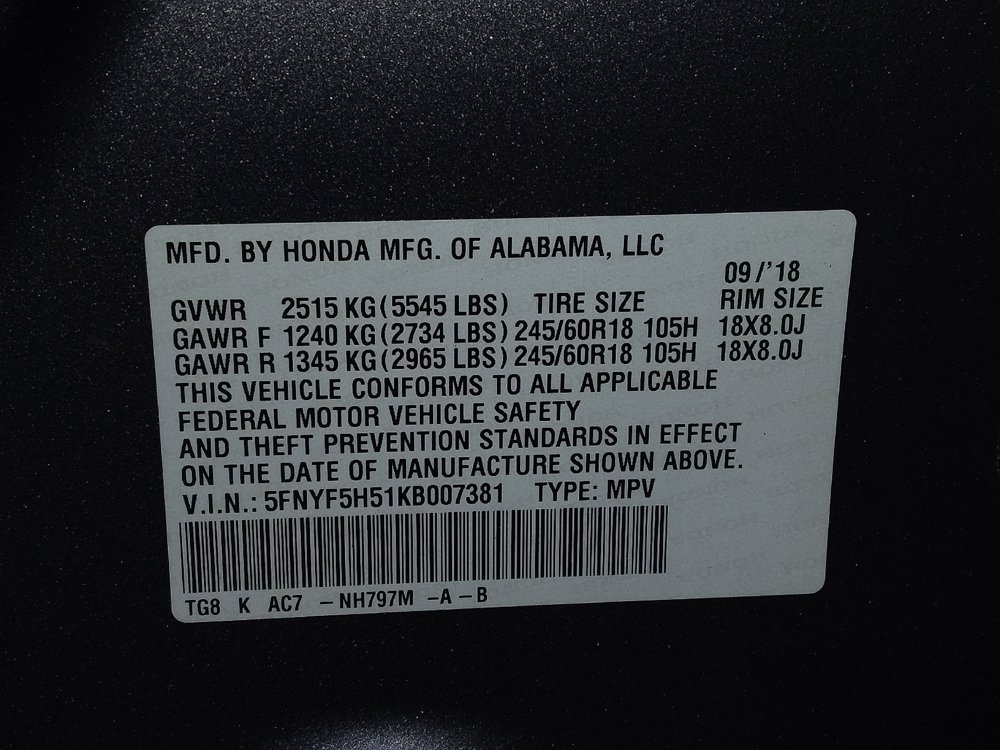 MFD. BY HONDA MFG. OF ALABAMA, LLC
09/'18
GVWR 2515 KG (5545 LBS) TIRE SIZE RIM SIZE
GAWR F 1240 KG (2734 LBS) 245/60R18 105H 18X8.0J
GAWR R 1345 KG (2965 LBS) 245/60R18 105H 18X8.0J
THIS VEHICLE CONFORMS TO ALL APPLICABLE
FEDERAL MOTOR VEHICLE SAFETY
AND THEFT PREVENTION STANDARDS IN EFFECT
ON THE DATE OF MANUFACTURE SHOWN ABOVE.
V.I.N.: 5FNYF5H51KB007381 TYPE: MPV
TG8 K AC7 -NH797M -A -B